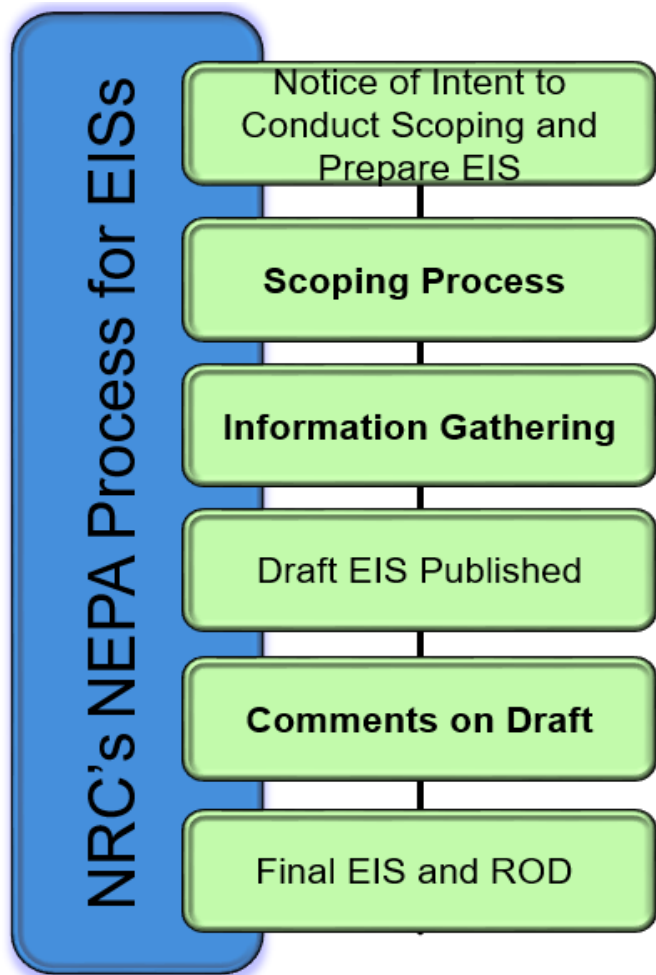 NRC's NEPA Process for EISs
Notice of Intent to
Conduct Scoping and
Prepare EIS
Scoping Process
Information Gathering
Draft EIS Published
Comments on Draft
Final EIS and ROD